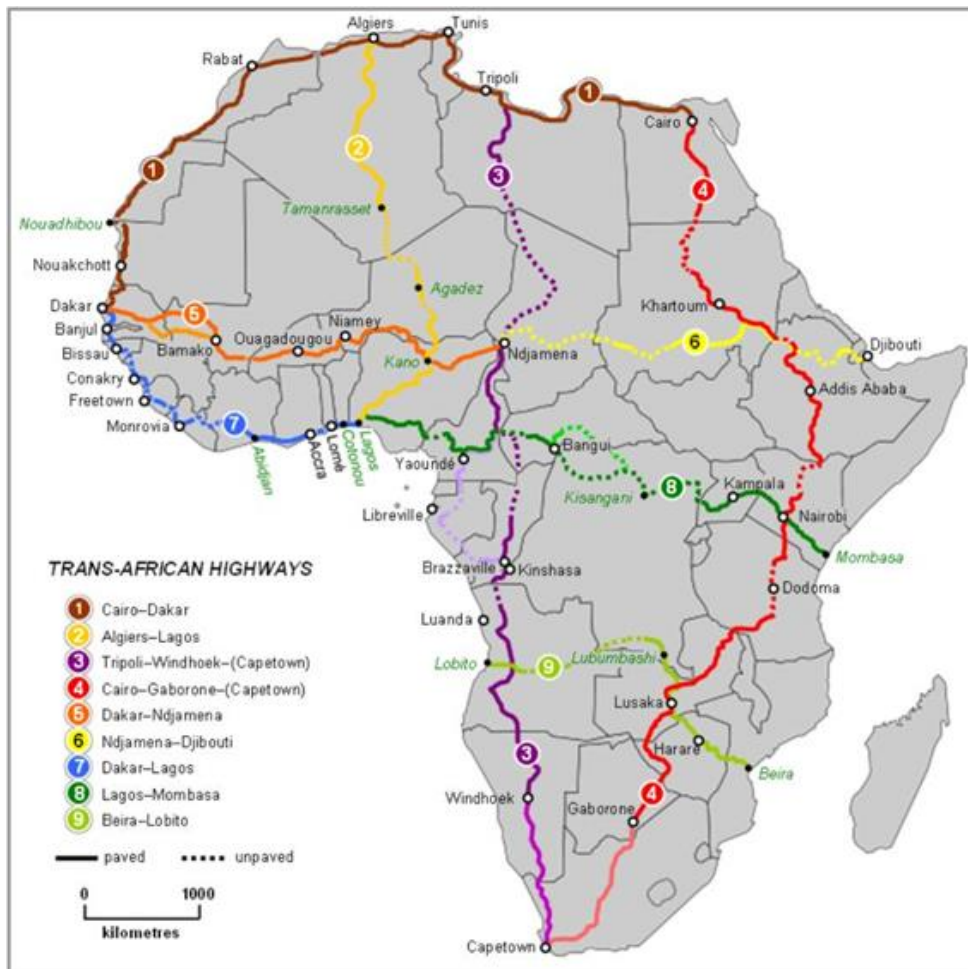 Algiers
Tunis
Rabat
Tripoli
1
Cairo
2
1
3
4
Tamanrasset
Nouadhibou
Nouakchott
Agadez
Khartoum
Dakar
5
Niamey
Banjul
Ouagadougou
6
Djibouti
Bissau
Bamako
Kano
Ndjamena
Conakry
Addis Ababa
Freetown
Monrovia
7
Abidjan
Accra
Lomé
Cotonou
Lagos
Yaoundé
Bangui
Kisangani
8
Kampala
Libreville
Nairobi
Brazzaville
Kinshasa
Mombasa
Dodoma
Luanda
Lobito
9
Lubumbashi
Lusaka
Harare
3
Beira
Windhoek
4
Gaborone
Capetown
TRANS-AFRICAN HIGHWAYS
1 Cairo–Dakar
2 Algiers–Lagos
3 Tripoli–Windhoek–(Capetown)
4 Cairo–Gaborone–(Capetown)
5 Dakar–Ndjamena
6 Ndjamena–Djibouti
7 Dakar–Lagos
8 Lagos–Mombasa
9 Beira–Lobito
paved unpaved
0 1000
kilometres